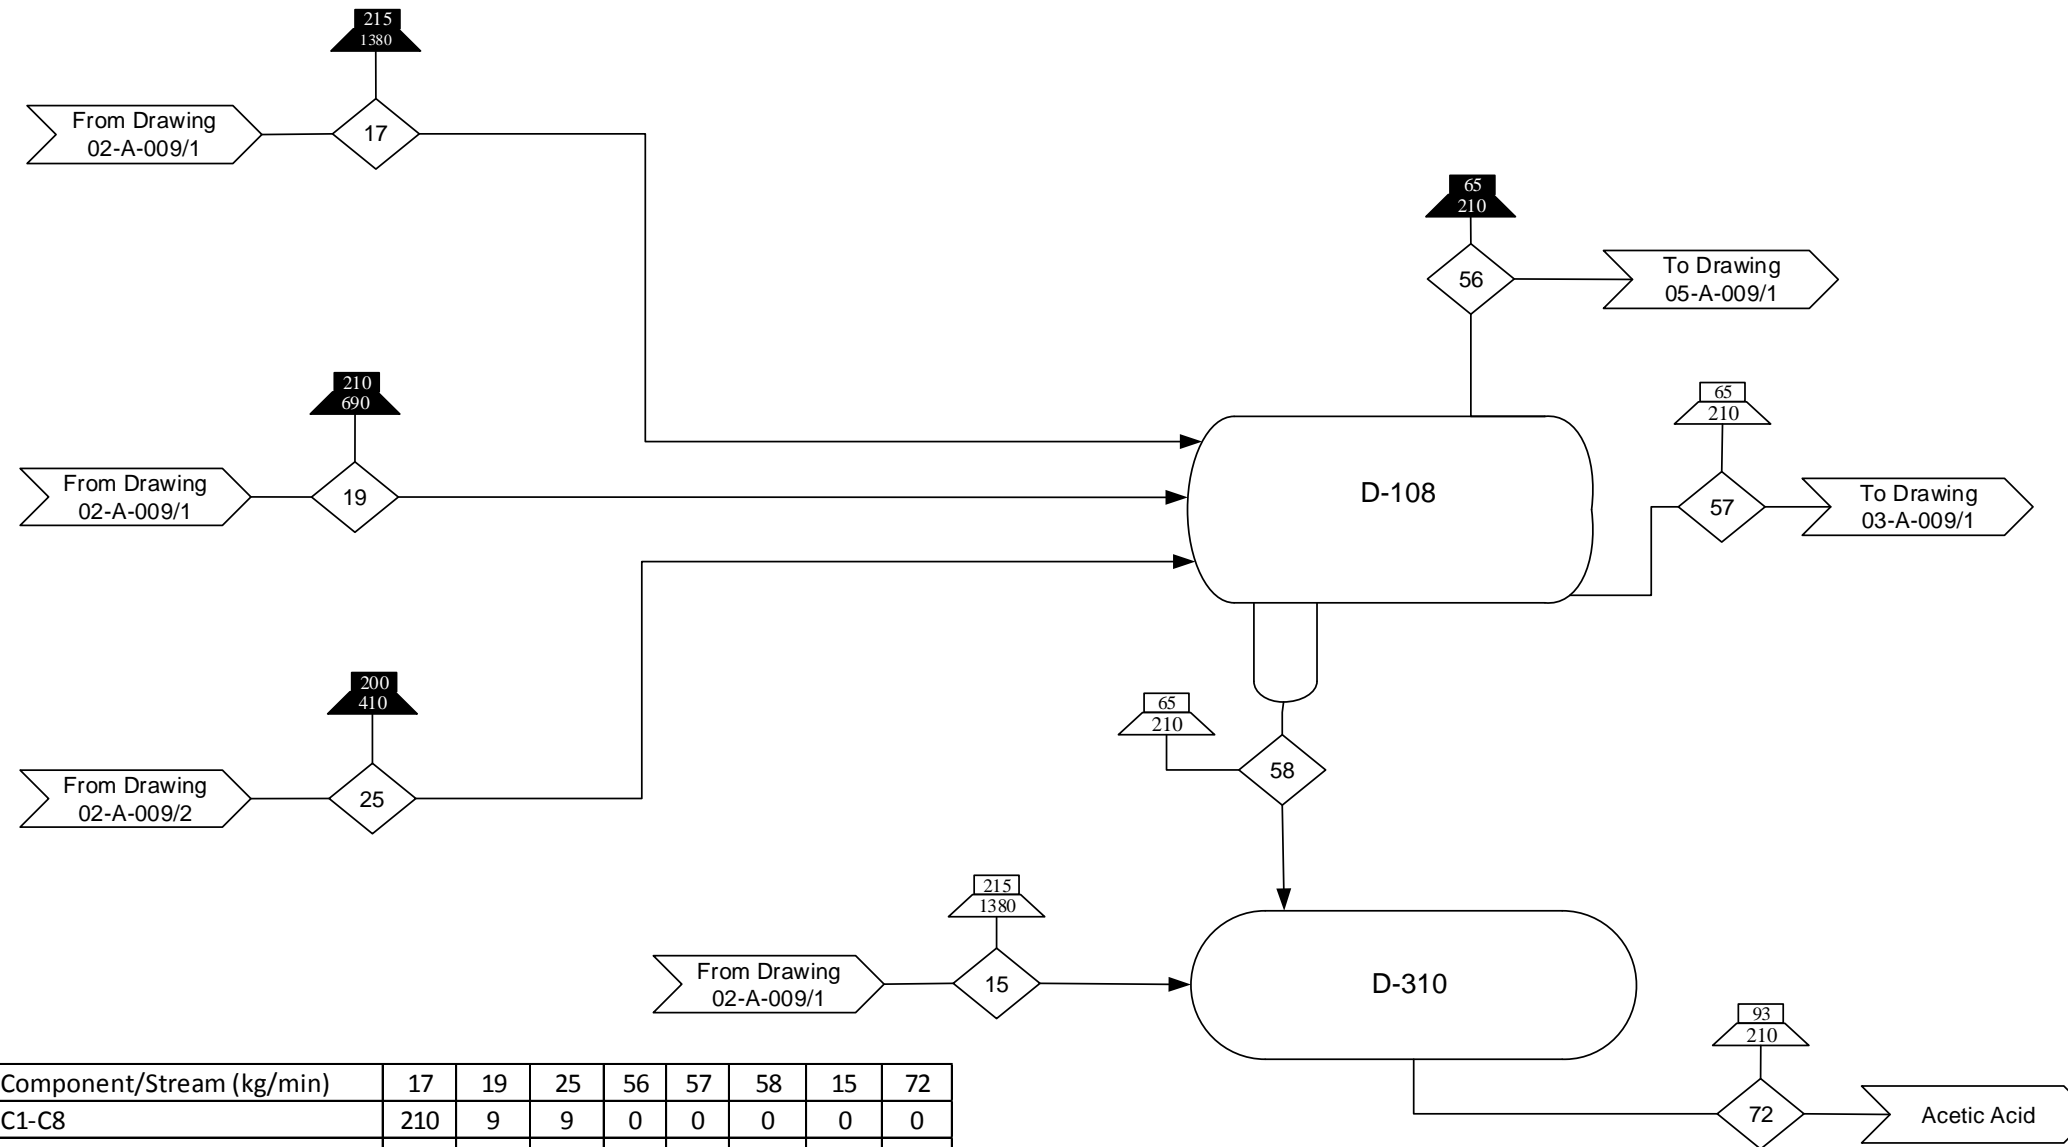 215
1380
From Drawing
02-A-009/1
17
65
210
56
To Drawing
05-A-009/1
210
690
From Drawing
02-A-009/1
19
D-108
65
210
57
To Drawing
03-A-009/1
200
410
From Drawing
02-A-009/2
25
65
210
58
215
1380
From Drawing
02-A-009/1
15
D-310
93
210
72
Acetic Acid
Component/Stream (kg/min) 17 19 25 56 57 58 15 72
C1-C8 210 9 9 0 0 0 0 0